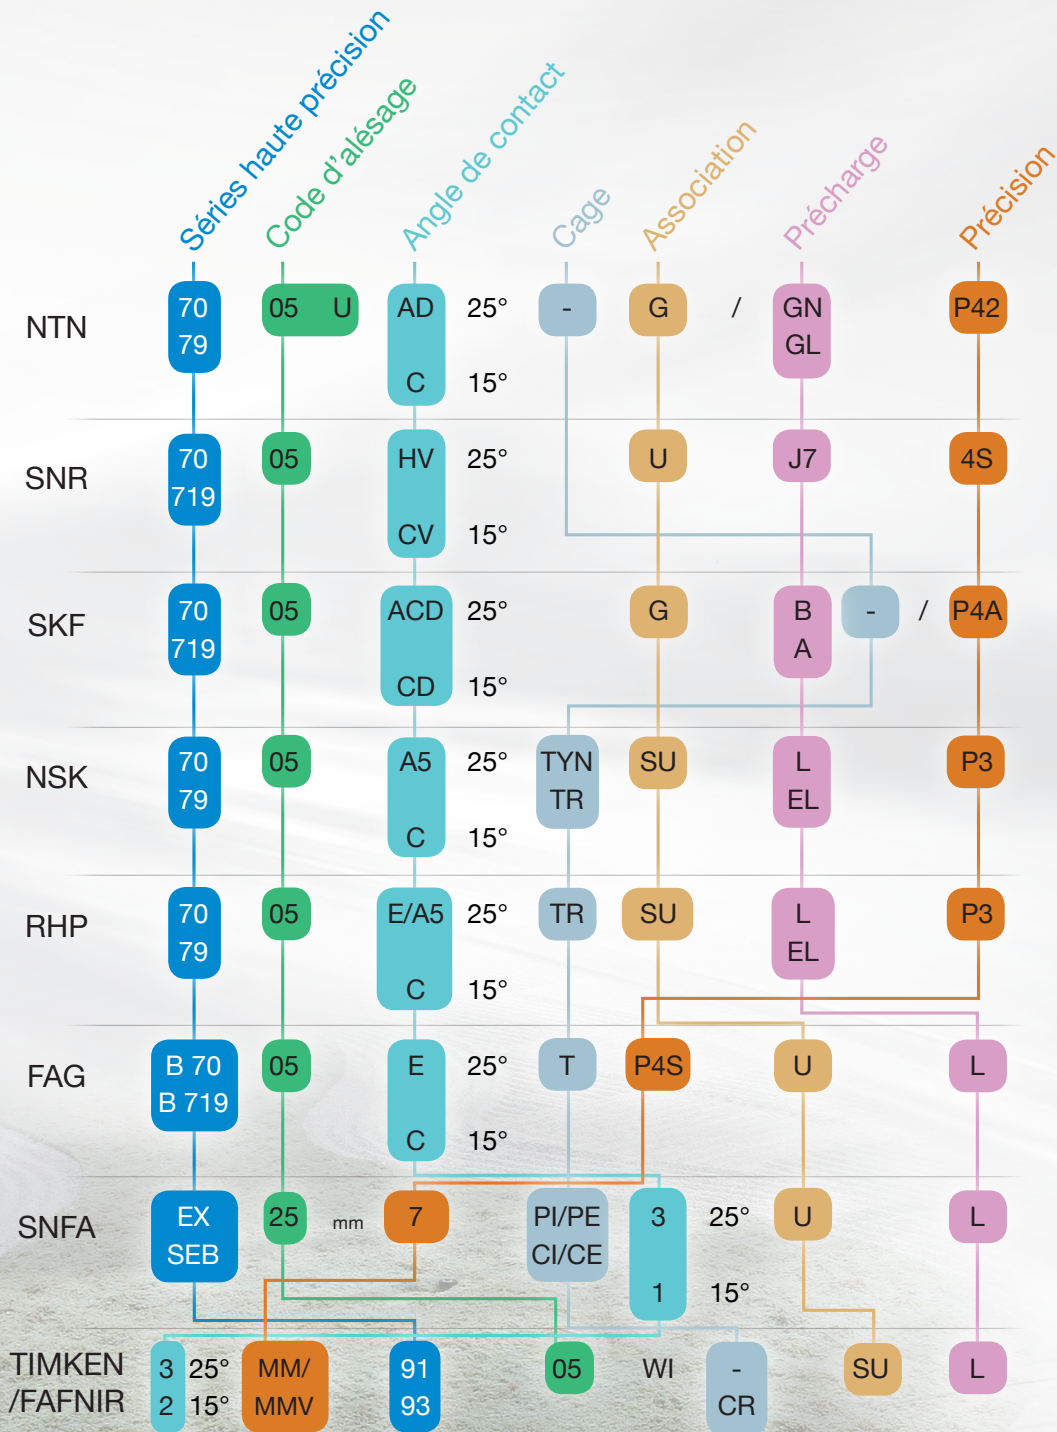 Séries haute précision
Code d'alésage
Angle de contact
Cage
Association
Précharge
Précision
NTN 70 05 U AD 25° - G / GN P42
79 GL
C 15°
SNR 70 05 HV 25° U J7 4S
719
CV 15°
SKF 70 05 ACD 25° G B - / P4A
719 A
CD 15°
NSK 70 05 A5 25° TYN SU L P3
79 TR EL
C 15°
RHP 70 05 E/A5 25° TR SU L P3
79 EL
C 15°
FAG B 70 05 E 25° T P4S U L
B 719
C 15°
SNFA EX 25 mm 7 PI/PE 3 25° U L
SEB CI/CE
1 15°
TIMKEN 3 25° MM/ 91 05 WI - SU L
/FAFNIR 2 15° MMV 93 CR